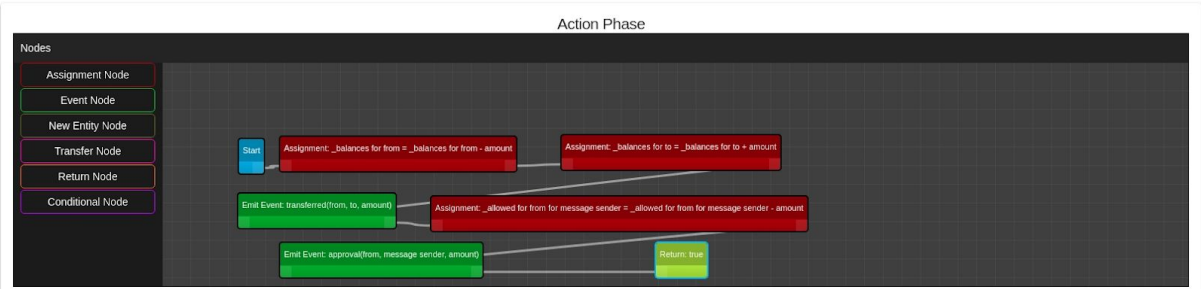 Action Phase
Nodes
Assignment Node
Event Node
New Entity Node
Transfer Node
Return Node
Conditional Node
Start
Assignment: _balances for from = _balances for from - amount
Assignment: _balances for to = _balances for to + amount
Emit Event: transferred(from, to, amount)
Assignment: _allowed for from for message sender = _allowed for from for message sender - amount
Emit Event: approval(from, message sender, amount)
Return: true